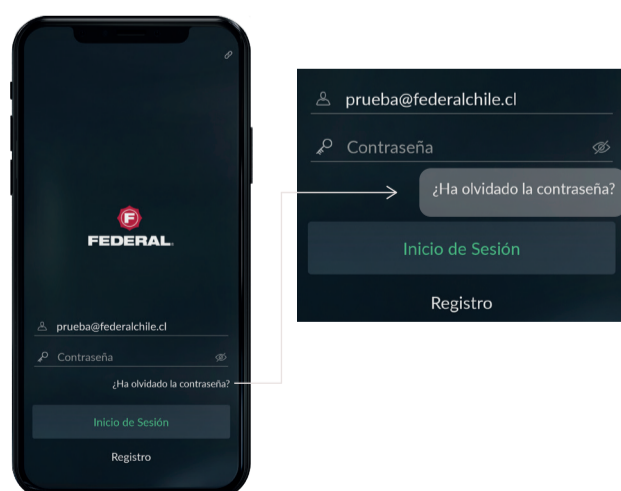 F
FEDERAL.
prueba@federalchile.cl
Contraseña
¿Ha olvidado la contraseña?
Inicio de Sesión
Registro
prueba@federalchile.cl
Contraseña
¿Ha olvidado la contraseña?
Inicio de Sesión
Registro